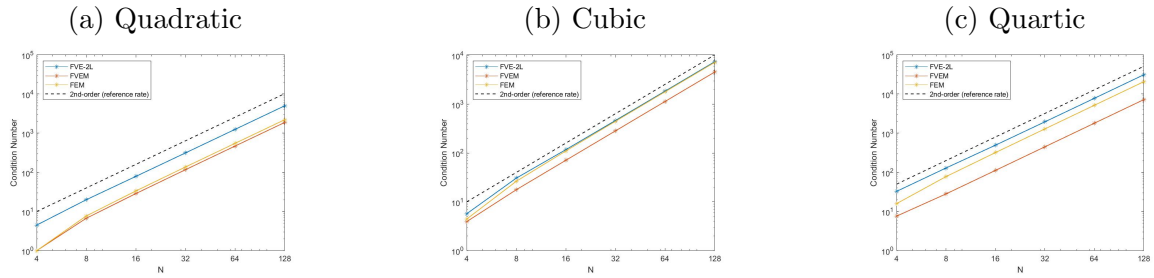 (a) Quadratic
(b) Cubic
(c) Quartic
10^5
10^4
10^3
10^2
10^1
10^0
Condition Number
FVE-2L
FVEM
FEM
2nd-order (reference rate)
4 8 16 32 64 128
N
10^4
10^3
10^2
10^1
10^0
Condition Number
FVE-2L
FVEM
FEM
2nd-order (reference rate)
4 8 16 32 64 128
N
10^5
10^4
10^3
10^2
10^1
10^0
Condition Number
FVE-2L
FVEM
FEM
2nd-order (reference rate)
4 8 16 32 64 128
N